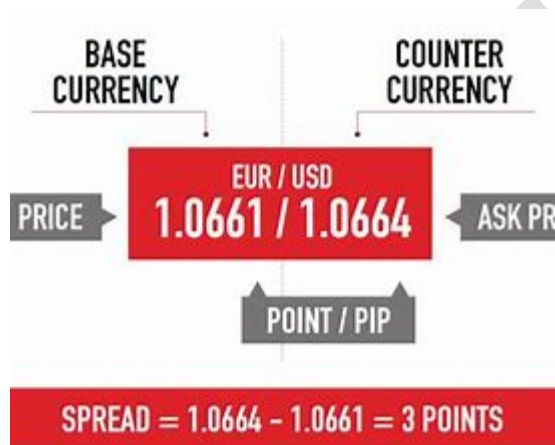 BASE
CURRENCY
COUNTER
CURRENCY
EUR / USD
1.0661 / 1.0664
PRICE
ASK PR
POINT / PIP
SPREAD = 1.0664 - 1.0661 = 3 POINTS